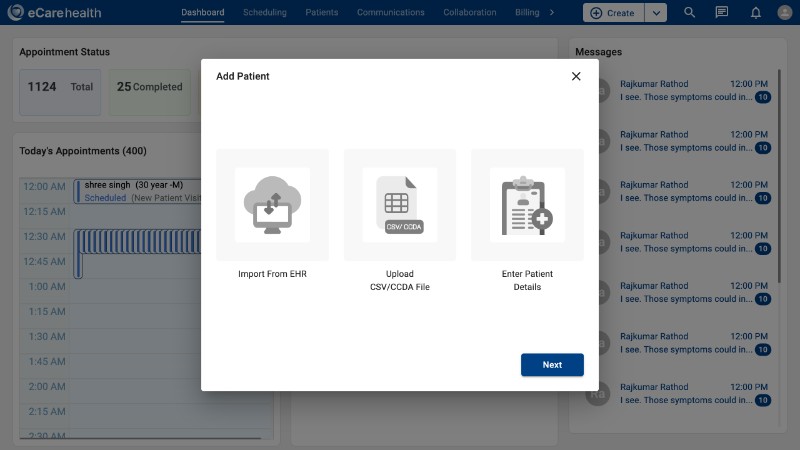 eCarehealth
Dashboard
Scheduling
Patients
Communications
Collaboration
Billing
Create
Appointment Status
1124 Total
25 Completed
Today's Appointments (400)
12:00 AM
shree singh (30 year -M)
Scheduled (New Patient Visit
12:15 AM
12:30 AM
12:45 AM
1:00 AM
1:15 AM
1:30 AM
1:45 AM
2:00 AM
2:15 AM
2:30 AM
Add Patient
CSV/ CCDA
Import From EHR
Upload
CSV/CCDA File
Enter Patient
Details
Next
Messages
Rajkumar Rathod 12:00 PM
I see. Those symptoms could in... 10
Rajkumar Rathod 12:00 PM
I see. Those symptoms could in... 10
Rajkumar Rathod 12:00 PM
I see. Those symptoms could in... 10
Rajkumar Rathod 12:00 PM
I see. Those symptoms could in... 10
Rajkumar Rathod 12:00 PM
I see. Those symptoms could in... 10
Rajkumar Rathod 12:00 PM
I see. Those symptoms could in... 10
Ra
Rajkumar Rathod 12:00 PM
I see. Those symptoms could in... 10